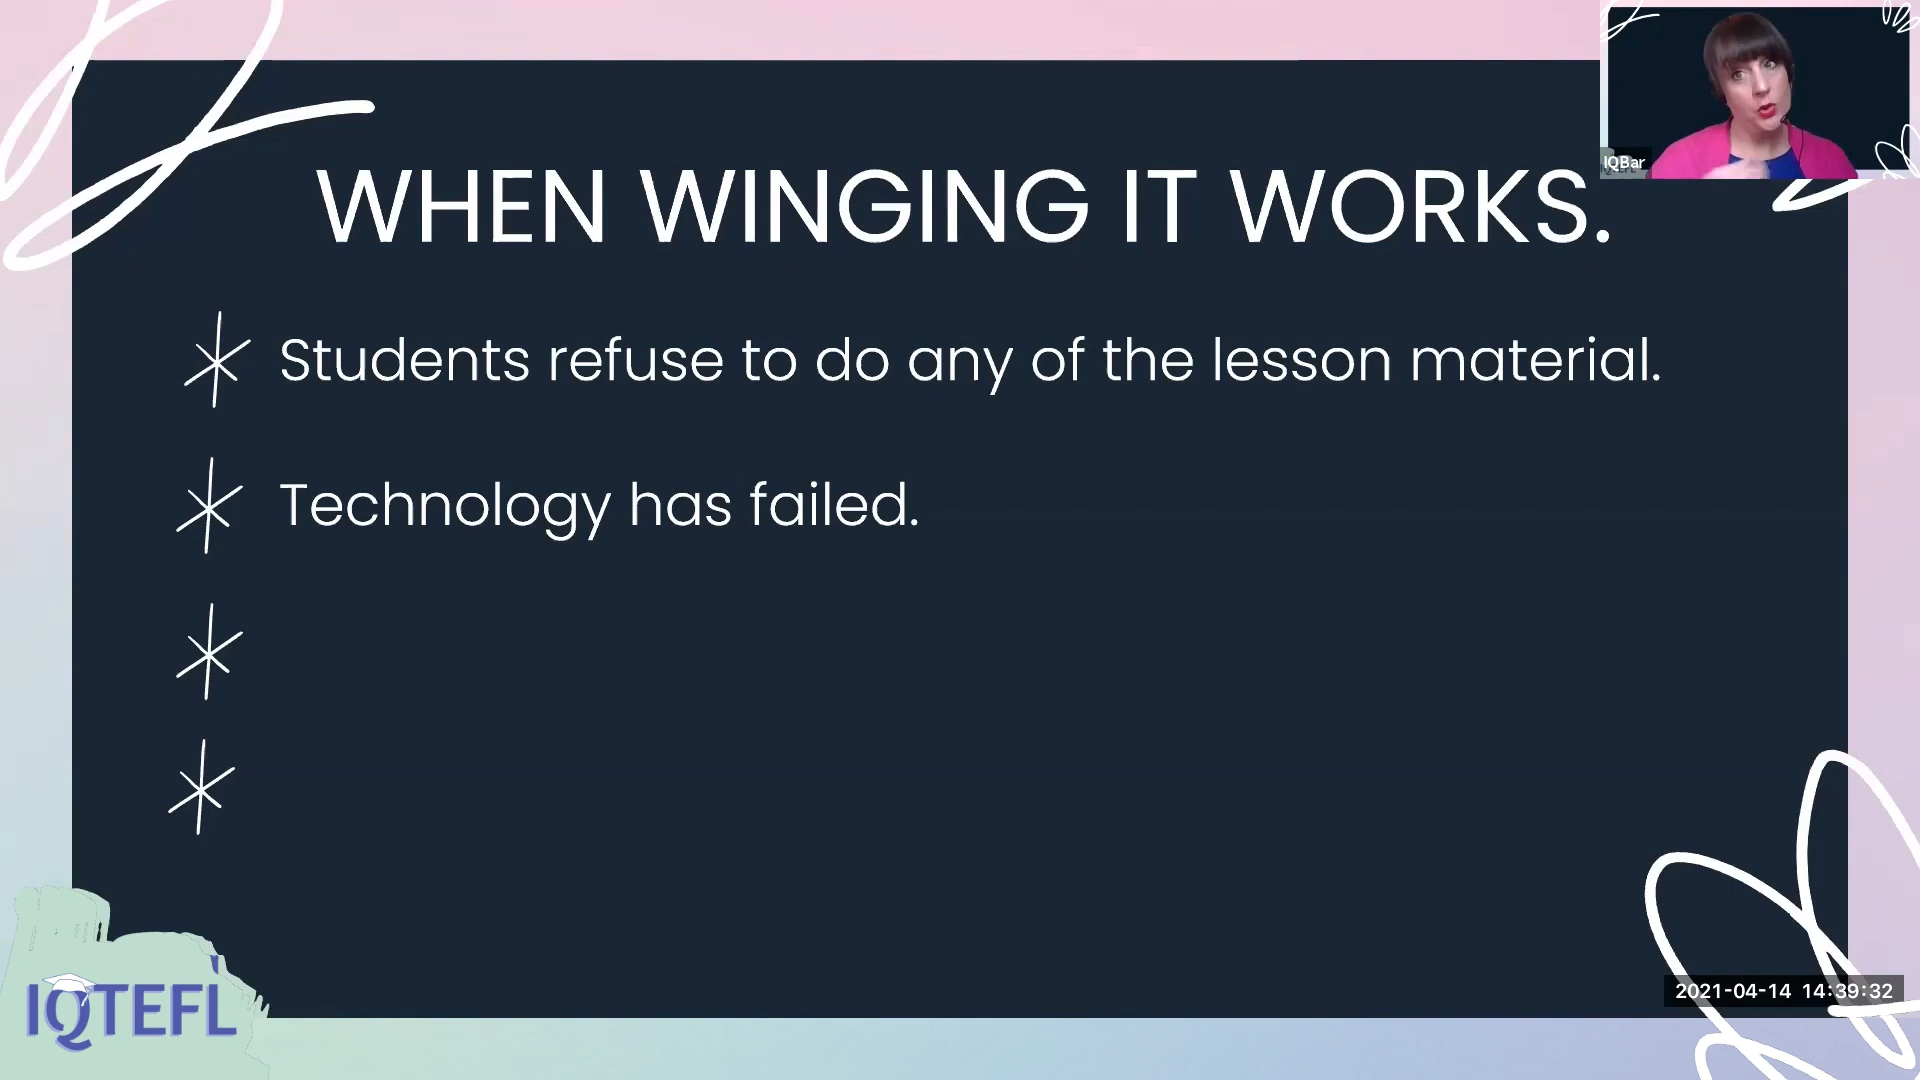 IQBar
WHEN WINGING IT WORKS.
Students refuse to do any of the lesson material.
Technology has failed.
IQTEFL
2021-04-14 14:39:32